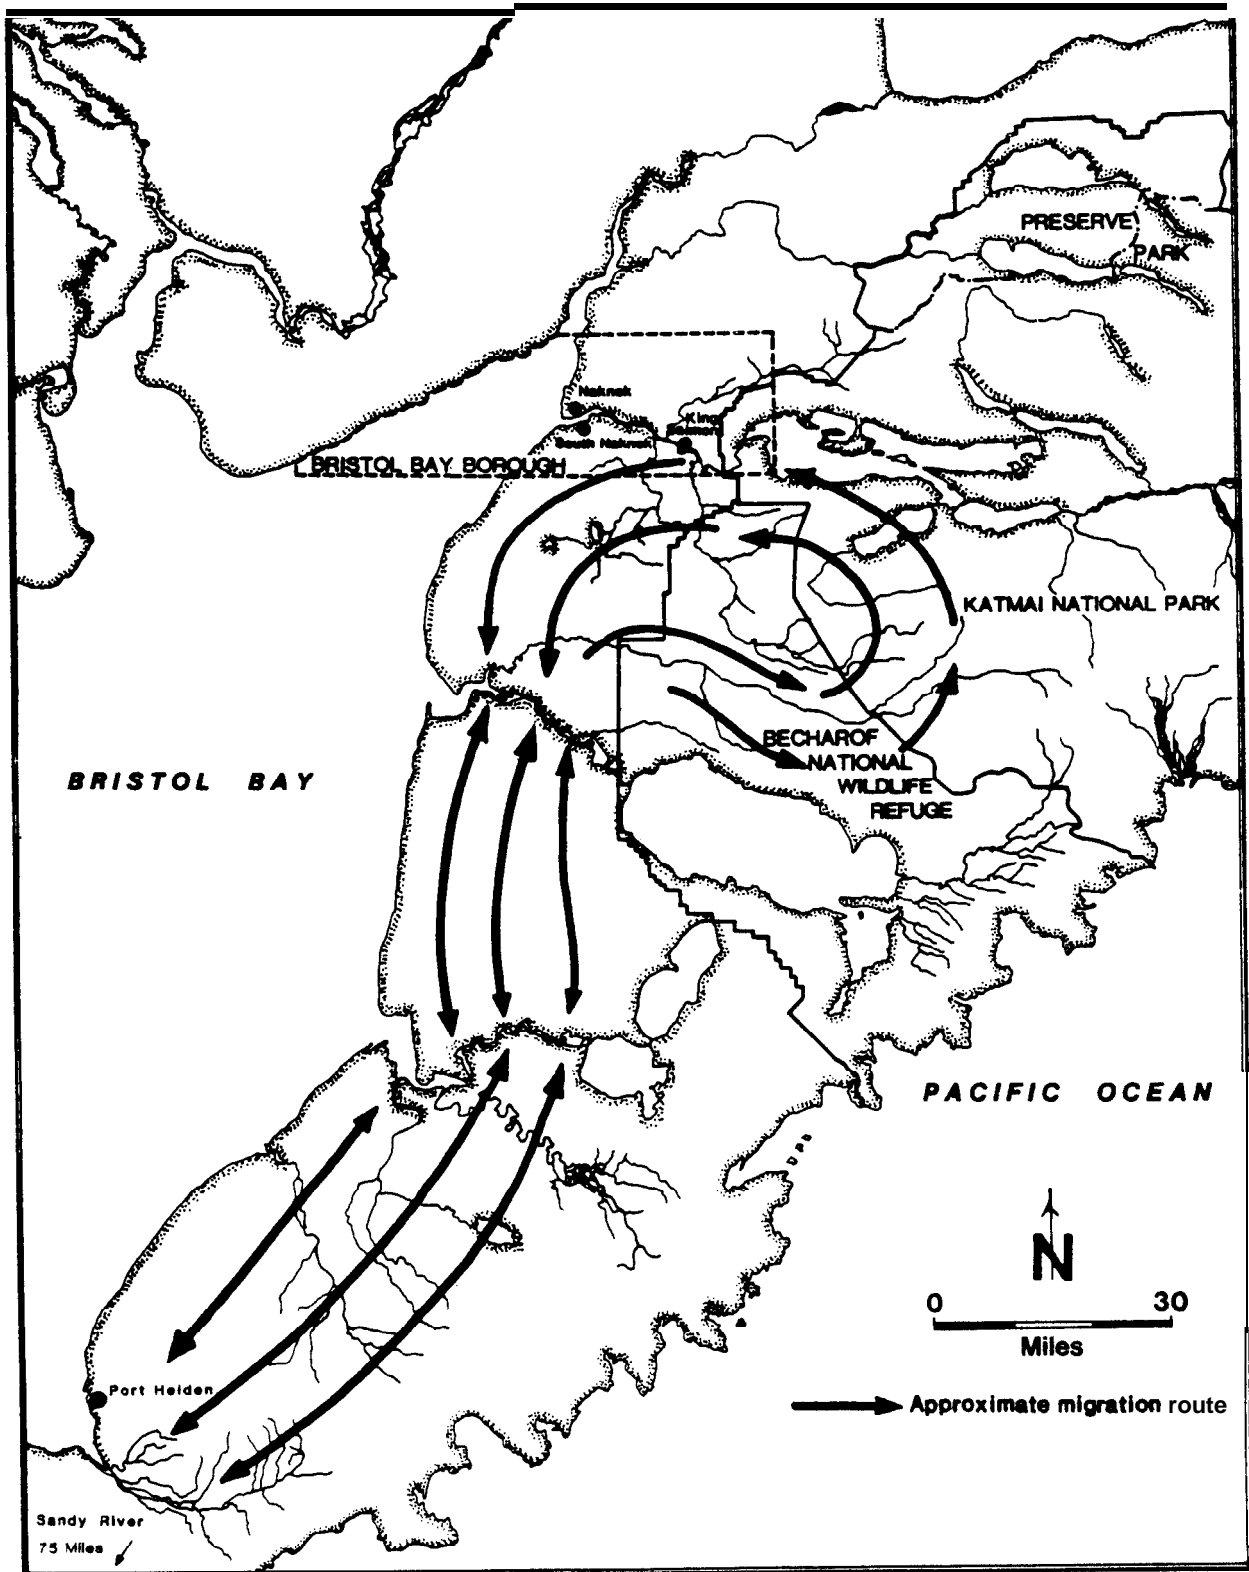 PRESERVE
PARK
Naknek
King
Salmon
South Naknek
BRISTOL BAY BOROUGH
KATMAI NATIONAL PARK
BECHAROF
NATIONAL
WILDLIFE
REFUGE
BRISTOL BAY
PACIFIC OCEAN
N
0 30
Miles
Approximate migration route
Port Heiden
Sandy River
75 Miles